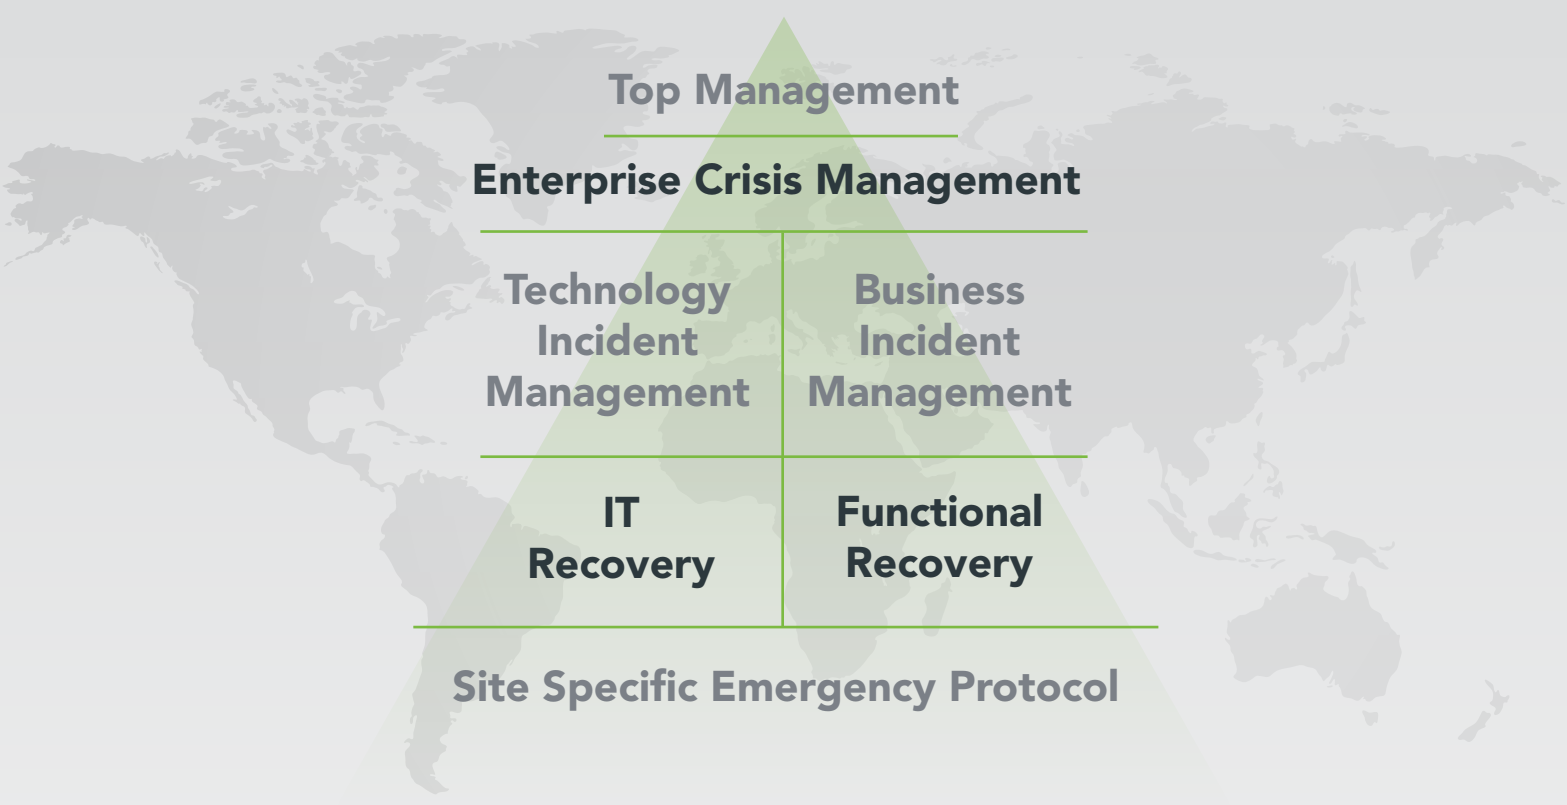 Top Management
Enterprise Crisis Management
Technology
Incident
Management
Business
Incident
Management
IT
Recovery
Functional
Recovery
Site Specific Emergency Protocol